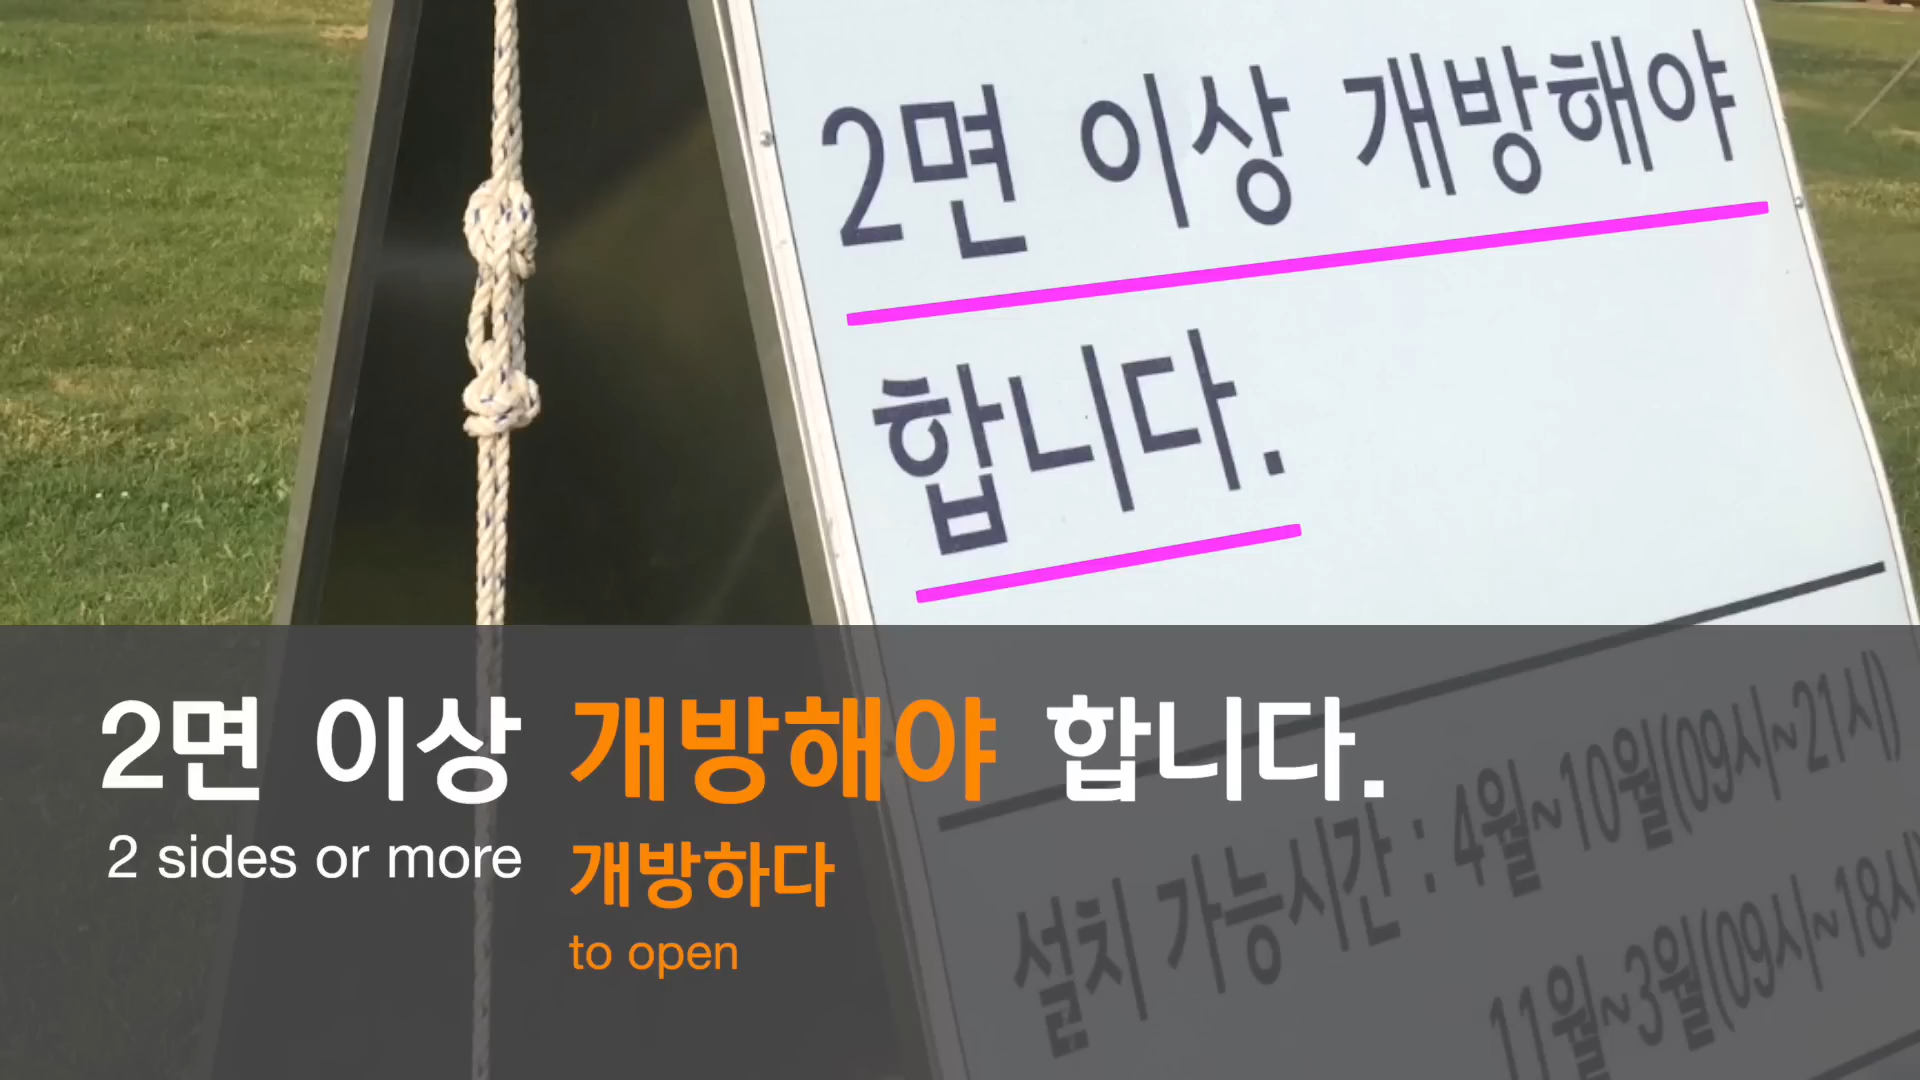 2면 이상 개방해야
합니다.
2면 이상 개방해야 합니다.
2 sides or more
개방하다
to open
설치 가능시간 : 4월~10월(09시~21시)
11월~3월(09시~18시